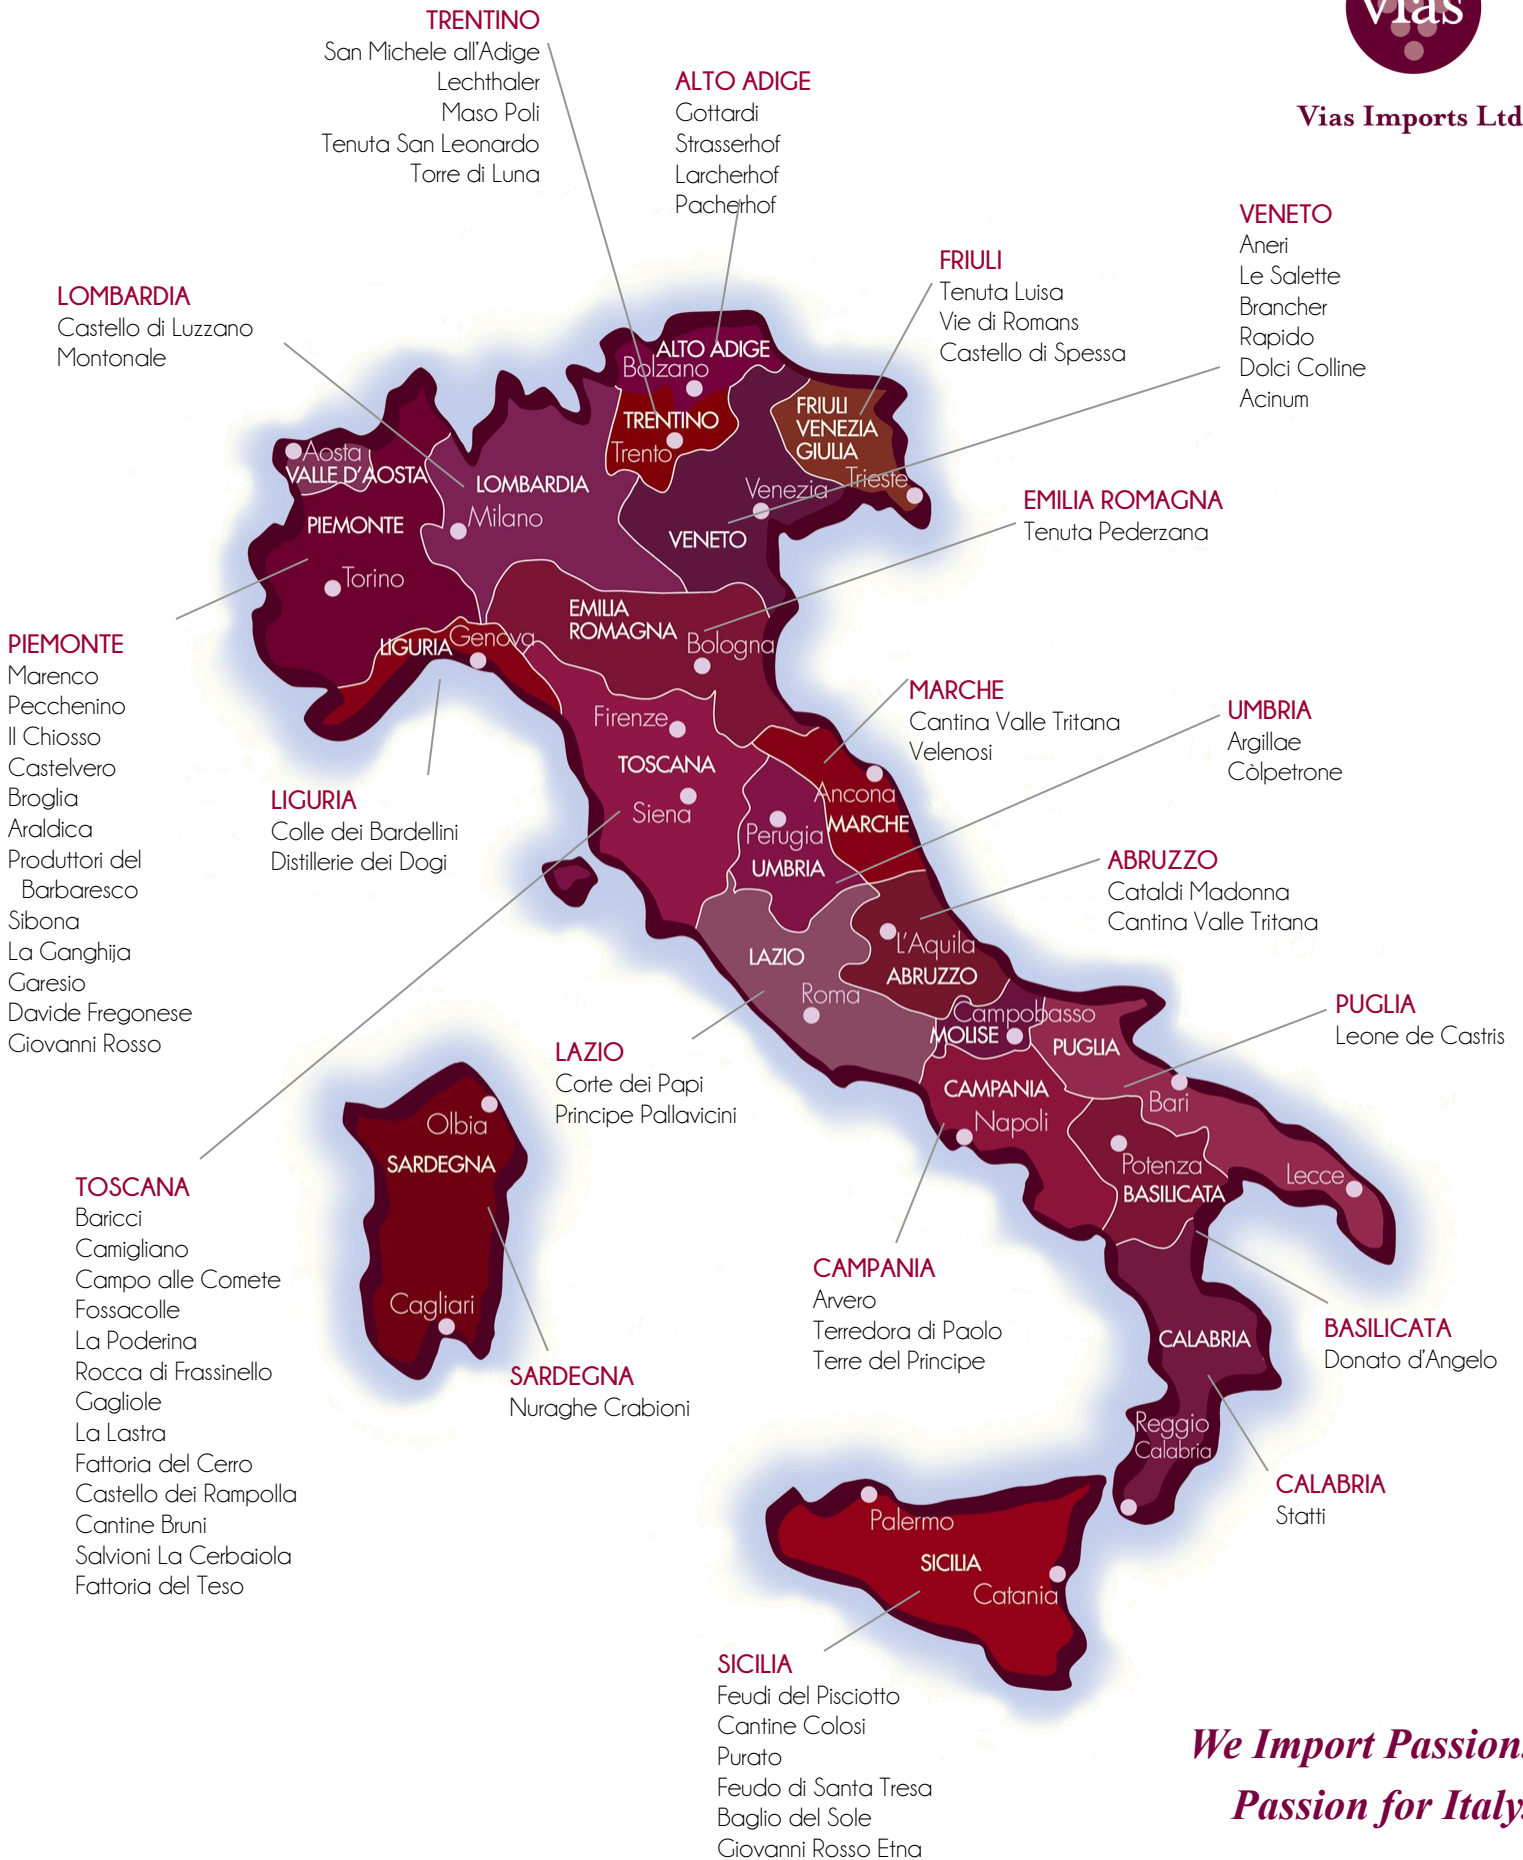 vias
Vias Imports Ltd
TRENTINO
San Michele all'Adige
Lechthaler
Maso Poli
Tenuta San Leonardo
Torre di Luna
ALTO ADIGE
Gottardi
Strasserhof
Larcherhof
Pacherhof
VENETO
Aneri
Le Salette
Brancher
Rapido
Dolci Colline
Acinum
FRIULI
Tenuta Luisa
Vie di Romans
Castello di Spessa
LOMBARDIA
Castello di Luzzano
Montonale
EMILIA ROMAGNA
Tenuta Pederzana
PIEMONTE
Marenco
Pecchenino
Il Chiosso
Castelvero
Broglia
Araldica
Produttori del
Barbaresco
Sibona
La Ganghija
Garesio
Davide Fregonese
Giovanni Rosso
LIGURIA
Colle dei Bardellini
Distillerie dei Dogi
MARCHE
Cantina Valle Tritana
Velenosi
UMBRIA
Argillae
Còlpetrone
ABRUZZO
Cataldi Madonna
Cantina Valle Tritana
PUGLIA
Leone de Castris
LAZIO
Corte dei Papi
Principe Pallavicini
TOSCANA
Baricci
Camigliano
Campo alle Comete
Fossacolle
La Poderina
Rocca di Frassinello
Gagliole
La Lastra
Fattoria del Cerro
Castello dei Rampolla
Cantine Bruni
Salvioni La Cerbaiola
Fattoria del Teso
SARDEGNA
Nuraghe Crabioni
CAMPANIA
Arvero
Terredora di Paolo
Terre del Principe
BASILICATA
Donato d'Angelo
CALABRIA
Statti
SICILIA
Feudi del Pisciotto
Cantine Colosi
Purato
Feudo di Santa Tresa
Baglio del Sole
Giovanni Rosso Etna
ALTO ADIGE
Bolzano
TRENTINO
Trento
FRIULI
VENEZIA
GIULIA
Trieste
Aosta
VALLE D'AOSTA
LOMBARDIA
Milano
Venezia
VENETO
PIEMONTE
Torino
EMILIA
ROMAGNA
Bologna
LIGURIA
Genova
Firenze
TOSCANA
Siena
Ancona
MARCHE
Perugia
UMBRIA
LAZIO
Roma
L'Aquila
ABRUZZO
Campobasso
MOLISE
PUGLIA
Bari
Lecce
CAMPANIA
Napoli
Potenza
BASILICATA
Olbia
SARDEGNA
Cagliari
CALABRIA
Reggio
Calabria
Palermo
SICILIA
Catania
We Import Passion.
Passion for Italy.